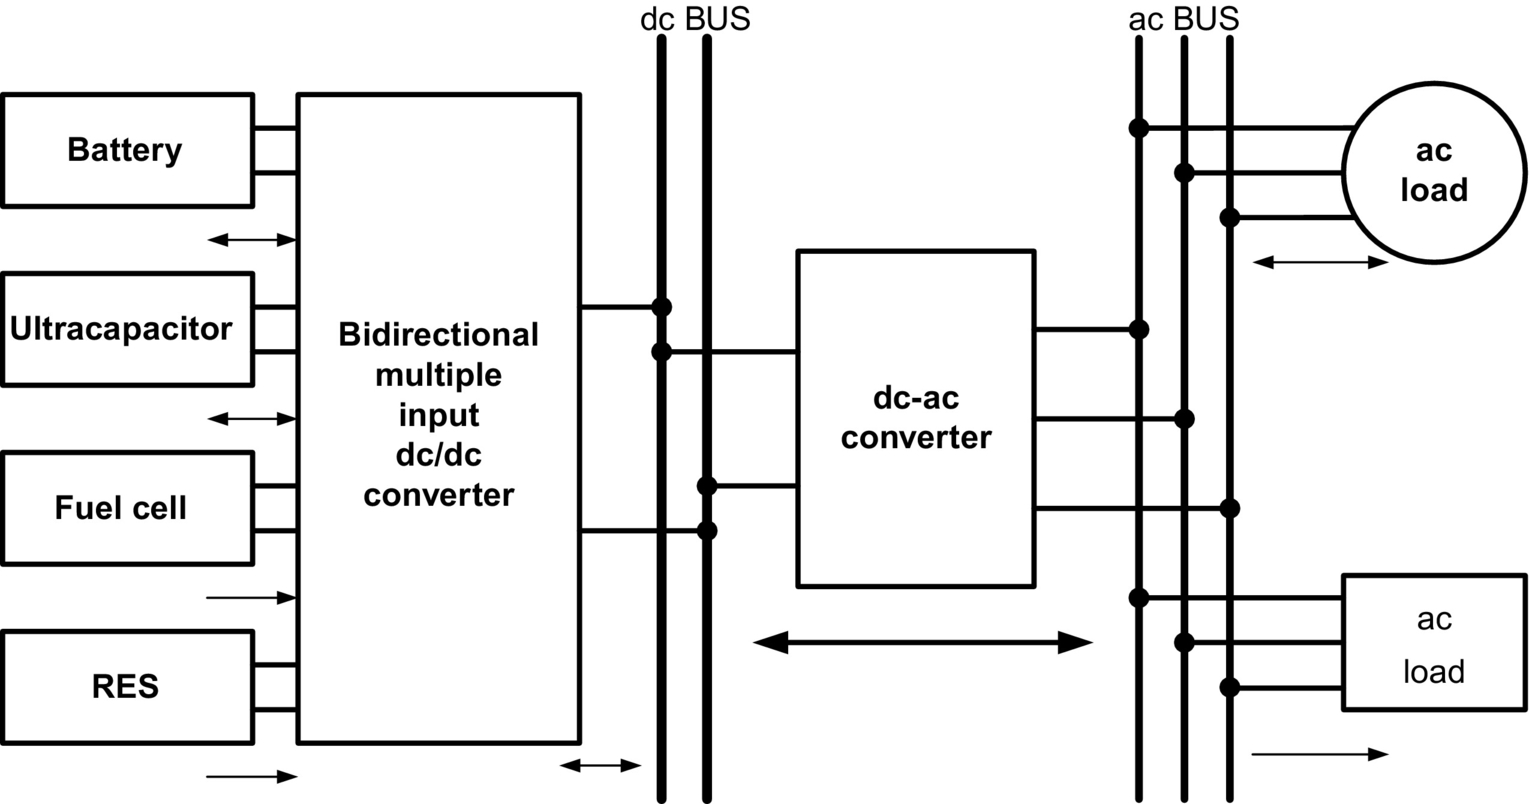 dc BUS
ac BUS
Battery
Ultracapacitor
Fuel cell
RES
Bidirectional
multiple
input
dc/dc
converter
dc-ac
converter
ac
load
ac
load